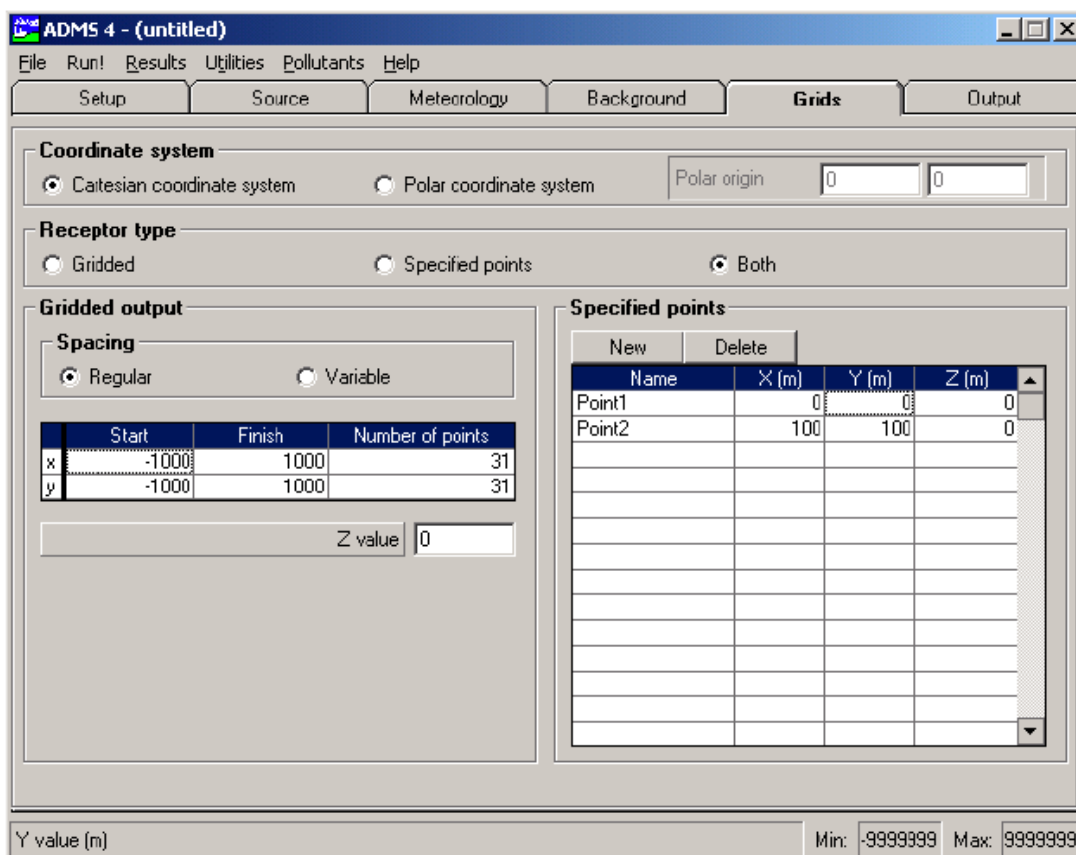 ADMS 4 - (untitled)
File Run! Results Utilities Pollutants Help
Setup Source Meteorology Background Grids Output
Coordinate system
Cartesian coordinate system Polar coordinate system Polar origin 0 0
Receptor type
Gridded Specified points Both
Gridded output
Spacing
Regular Variable
Start Finish Number of points
x -1000 1000 31
y -1000 1000 31
Z value 0
Specified points
New Delete
Name X (m) Y (m) Z (m)
Point1 0 0 0
Point2 100 100 0
Y value (m) Min: -9999999 Max: 9999999